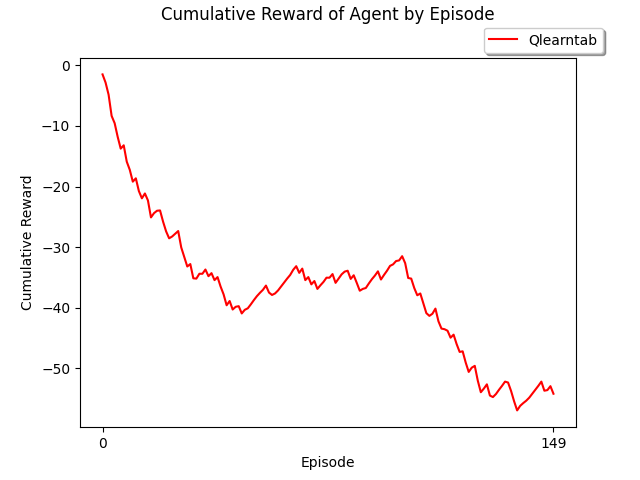 Cumulative Reward of Agent by Episode
Qlearntab
0
−10
−20
−30
−40
−50
Cumulative Reward
0
149
Episode